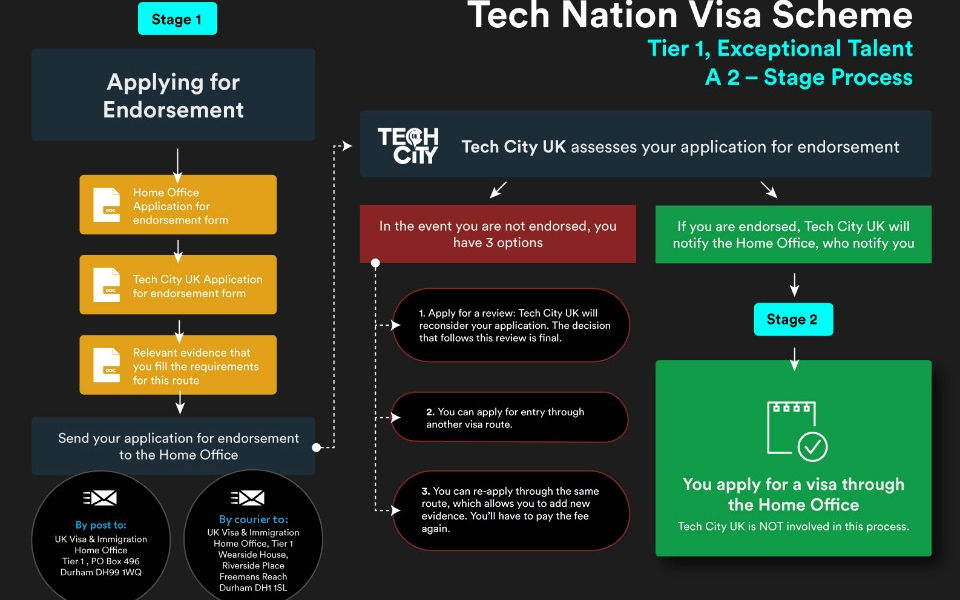 Stage 1
Tech Nation Visa Scheme
Tier 1, Exceptional Talent
A 2 – Stage Process
Applying for
Endorsement
Home Office
Application for
endorsement form
DOC
Tech City UK Application
for endorsement form
DOC
Relevant evidence that
you fill the requirements
for this route
DOC
Send your application for endorsement
to the Home Office
By post to:
UK Visa & Immigration
Home Office
Tier 1 , PO Box 496
Durham DH99 1WQ
By courier to:
UK Visa & Immigration
Home Office, Tier 1
Wearside House,
Riverside Place
Freemans Reach
Durham DH1 1SL
TECH
UK
CITY
Tech City UK assesses your application for endorsement
In the event you are not endorsed, you
have 3 options
1. Apply for a review: Tech City UK will
reconsider your application. The decision
that follows this review is final.
2. You can apply for entry through
another visa route.
3. You can re-apply through the same
route, which allows you to add new
evidence. You'll have to pay the fee
again.
If you are endorsed, Tech City UK will
notify the Home Office, who notify you
Stage 2
You apply for a visa through
the Home Office
Tech City UK is NOT involved in this process.